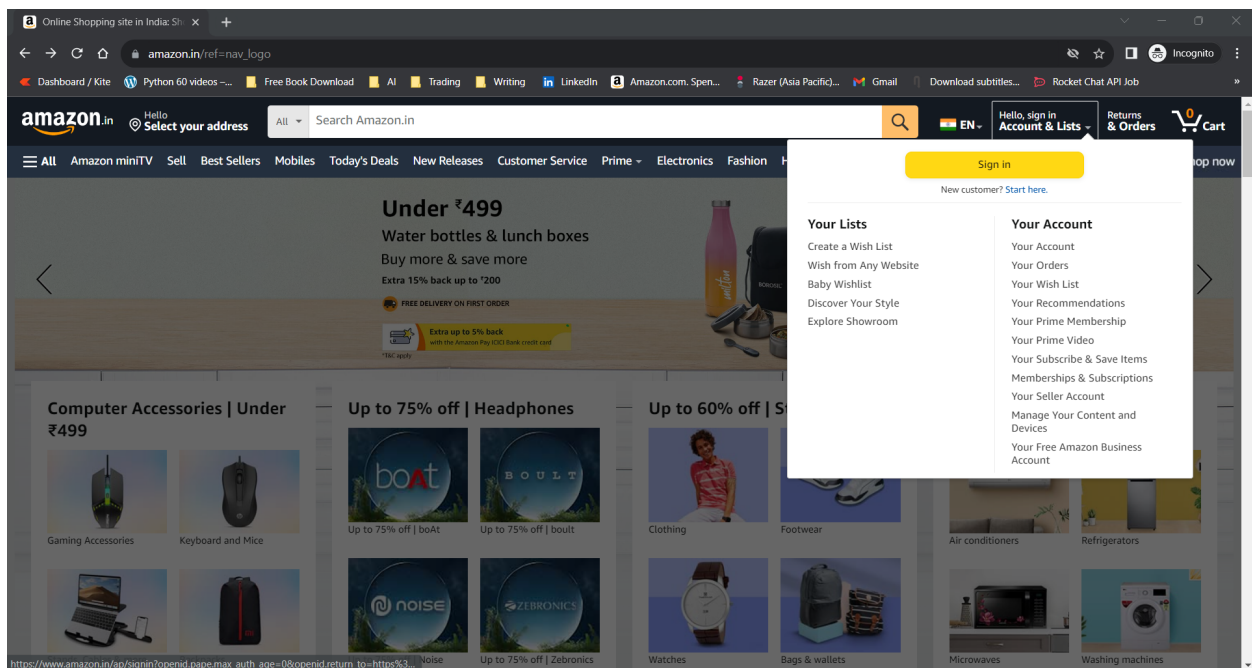 Online Shopping site in India: Sh
amazon.in/ref=nav_logo
Incognito
Dashboard / Kite
Python 60 videos –...
Free Book Download
AI
Trading
Writing
LinkedIn
Amazon.com. Spen...
Razer (Asia Pacific)...
Gmail
Download subtitles...
Rocket Chat API Job
»
amazon.in
Hello
Select your address
All
Search Amazon.in
EN
Hello, sign in
Account & Lists
Returns
& Orders
0
Cart
All
Amazon miniTV
Sell
Best Sellers
Mobiles
Today's Deals
New Releases
Customer Service
Prime
Electronics
Fashion
H
op now
Sign in
New customer? Start here.
Your Lists
Create a Wish List
Wish from Any Website
Baby Wishlist
Discover Your Style
Explore Showroom
Your Account
Your Account
Your Orders
Your Wish List
Your Recommendations
Your Prime Membership
Your Prime Video
Your Subscribe & Save Items
Memberships & Subscriptions
Your Seller Account
Manage Your Content and
Devices
Your Free Amazon Business
Account
Under ₹499
Water bottles & lunch boxes
Buy more & save more
Extra 15% back up to ₹200
FREE DELIVERY ON FIRST ORDER
Extra up to 5% back
with the Amazon Pay ICICI Bank credit card
*T&C apply
milton
BOROSIL
Computer Accessories | Under
₹499
Gaming Accessories
Keyboard and Mice
Up to 75% off | Headphones
boAt
BOULT
Up to 75% off | boAt
Up to 75% off | boult
noise
ZEBRONICS
Noise
Up to 75% off | Zebronics
Up to 60% off | St
Clothing
Footwear
Watches
Bags & wallets
Air conditioners
Refrigerators
Microwaves
Washing machines
https://www.amazon.in/ap/signin?openid.pape.max_auth_age=0&openid.return_to=https%3...